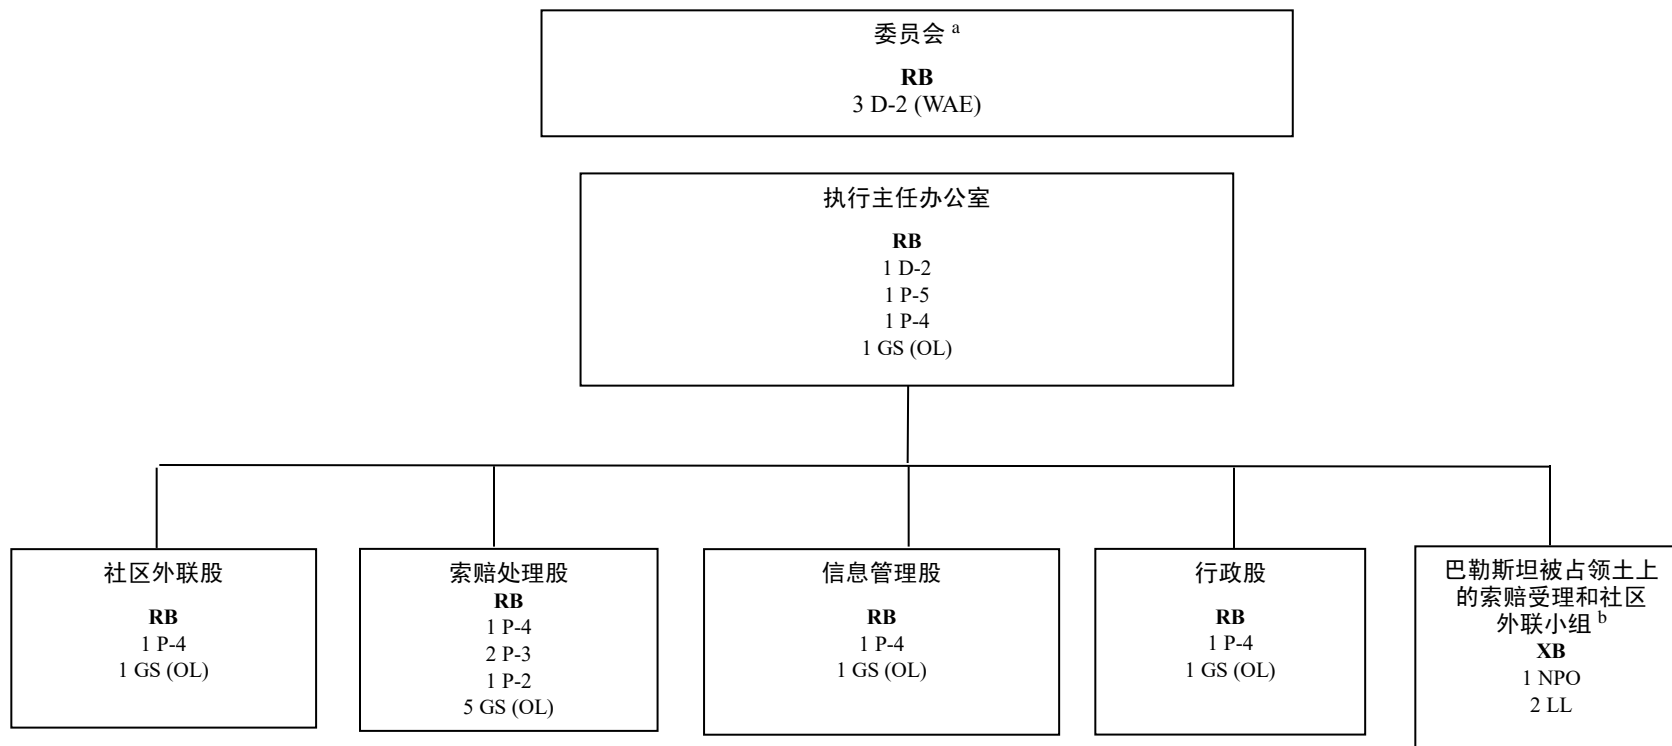 委员会 a
RB
3 D-2 (WAE)
执行主任办公室
RB
1 D-2
1 P-5
1 P-4
1 GS (OL)
社区外联股
RB
1 P-4
1 GS (OL)
索赔处理股
RB
1 P-4
2 P-3
1 P-2
5 GS (OL)
信息管理股
RB
1 P-4
1 GS (OL)
行政股
RB
1 P-4
1 GS (OL)
巴勒斯坦被占领土上
的索赔受理和社区
外联小组 b
XB
1 NPO
2 LL